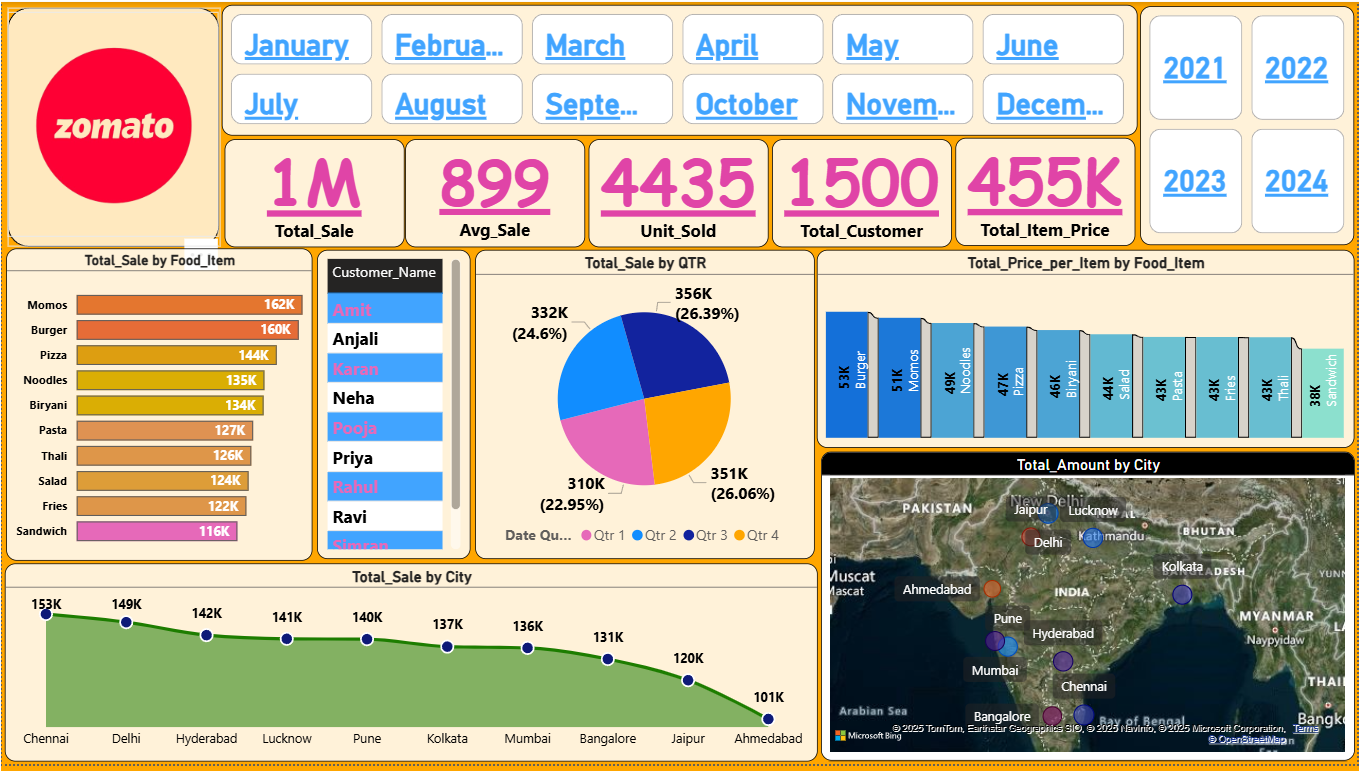 zomato
January
Februa...
March
April
May
June
July
August
Septe...
October
Novem...
Decem...
2021
2022
2023
2024
1M
Total_Sale
899
Avg_Sale
4435
Unit_Sold
1500
Total_Customer
455K
Total_Item_Price
Total_Sale by Food_Item
Momos 162K
Burger 160K
Pizza 144K
Noodles 135K
Biryani 134K
Pasta 127K
Thali 126K
Salad 124K
Fries 122K
Sandwich 116K
Customer_Name
Amit
Anjali
Karan
Neha
Pooja
Priya
Rahul
Ravi
Simran
Total_Sale by QTR
356K
(26.39%)
332K
(24.6%)
310K
(22.95%)
351K
(26.06%)
Date Qu... Qtr 1 Qtr 2 Qtr 3 Qtr 4
Total_Price_per_Item by Food_Item
53K Burger
51K Momos
49K Noodles
47K Pizza
46K Biryani
44K Salad
43K Pasta
43K Fries
43K Thali
38K Sandwich
Total_Sale by City
153K
149K
142K
141K
140K
137K
136K
131K
120K
101K
Chennai
Delhi
Hyderabad
Lucknow
Pune
Kolkata
Mumbai
Bangalore
Jaipur
Ahmedabad
Total_Amount by City
New Delhi
PAKISTAN
Jaipur
Lucknow
NEPAL
Delhi
Kathmandu
BHUTAN
Kolkata
BANGLADESH
YUNN
Muscat
Mascat
Ahmedabad
INDIA
MYANMAR
Naypyidaw
Pune
Hyderabad
Mumbai
Chennai
THAI
Bangalore
Arabian Sea
Bay of Bengal
Bangko
Microsoft Bing
© 2025 TomTom, Earthstar Geographics SIO, © 2025 NavInfo, © 2025 Microsoft Corporation, Terms
© OpenStreetMap